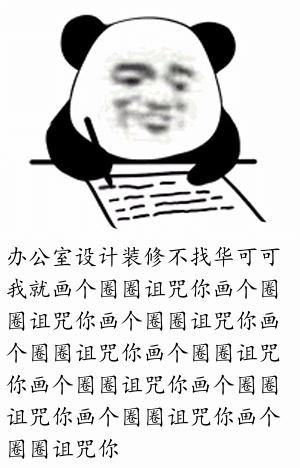 办公室设计装修不找华可可
我就画个圈圈诅咒你画个圈
圈诅咒你画个圈圈诅咒你画
个圈圈诅咒你画个圈圈诅咒
你画个圈圈诅咒你画个圈圈
诅咒你画个圈圈诅咒你画个
圈圈诅咒你